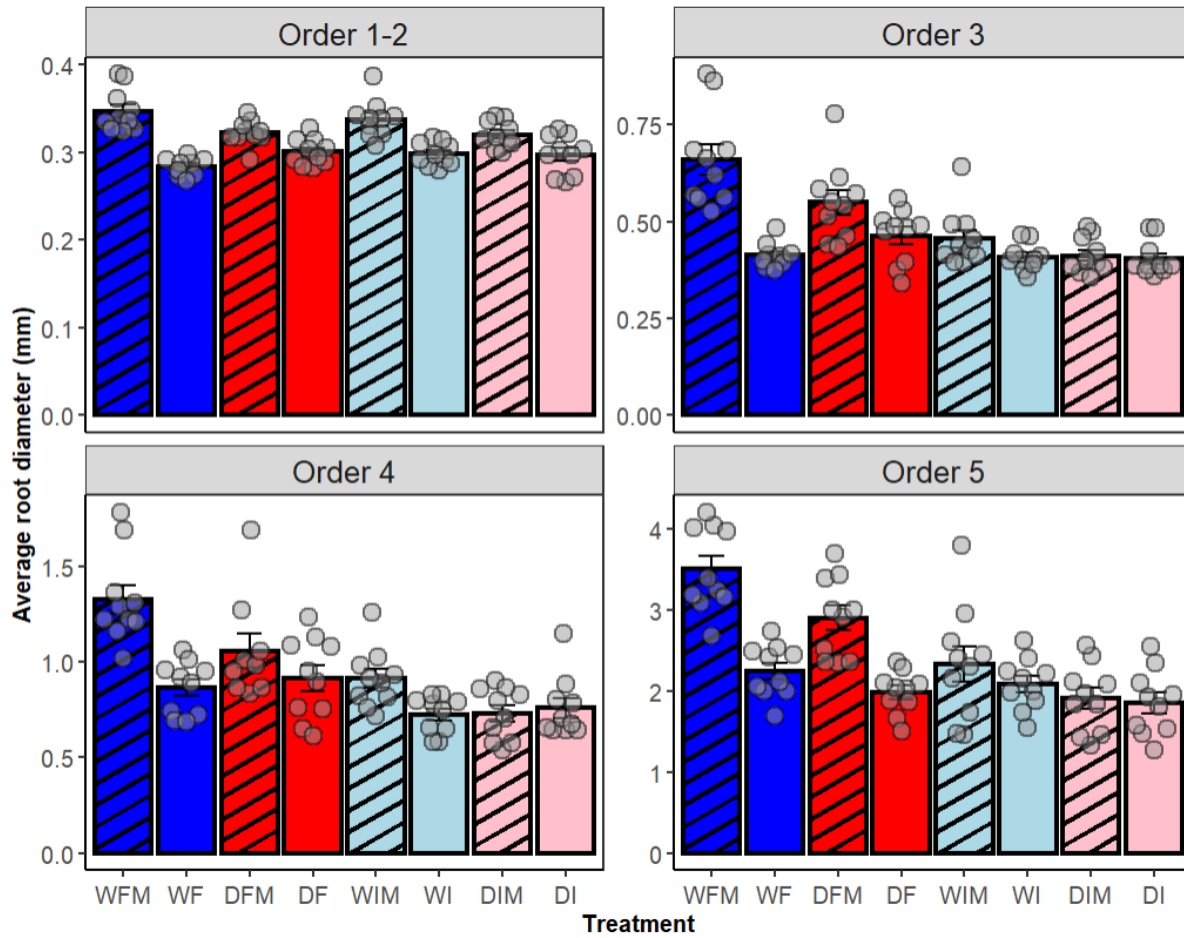 Order 1-2
Order 3
0.4
0.3
0.2
0.1
0.0
0.75
0.50
0.25
0.00
Average root diameter (mm)
Order 4
Order 5
1.5
1.0
0.5
0.0
4
3
2
1
0
WFM WF DFM DF WIM WI DIM DI
WFM WF DFM DF WIM WI DIM DI
Treatment